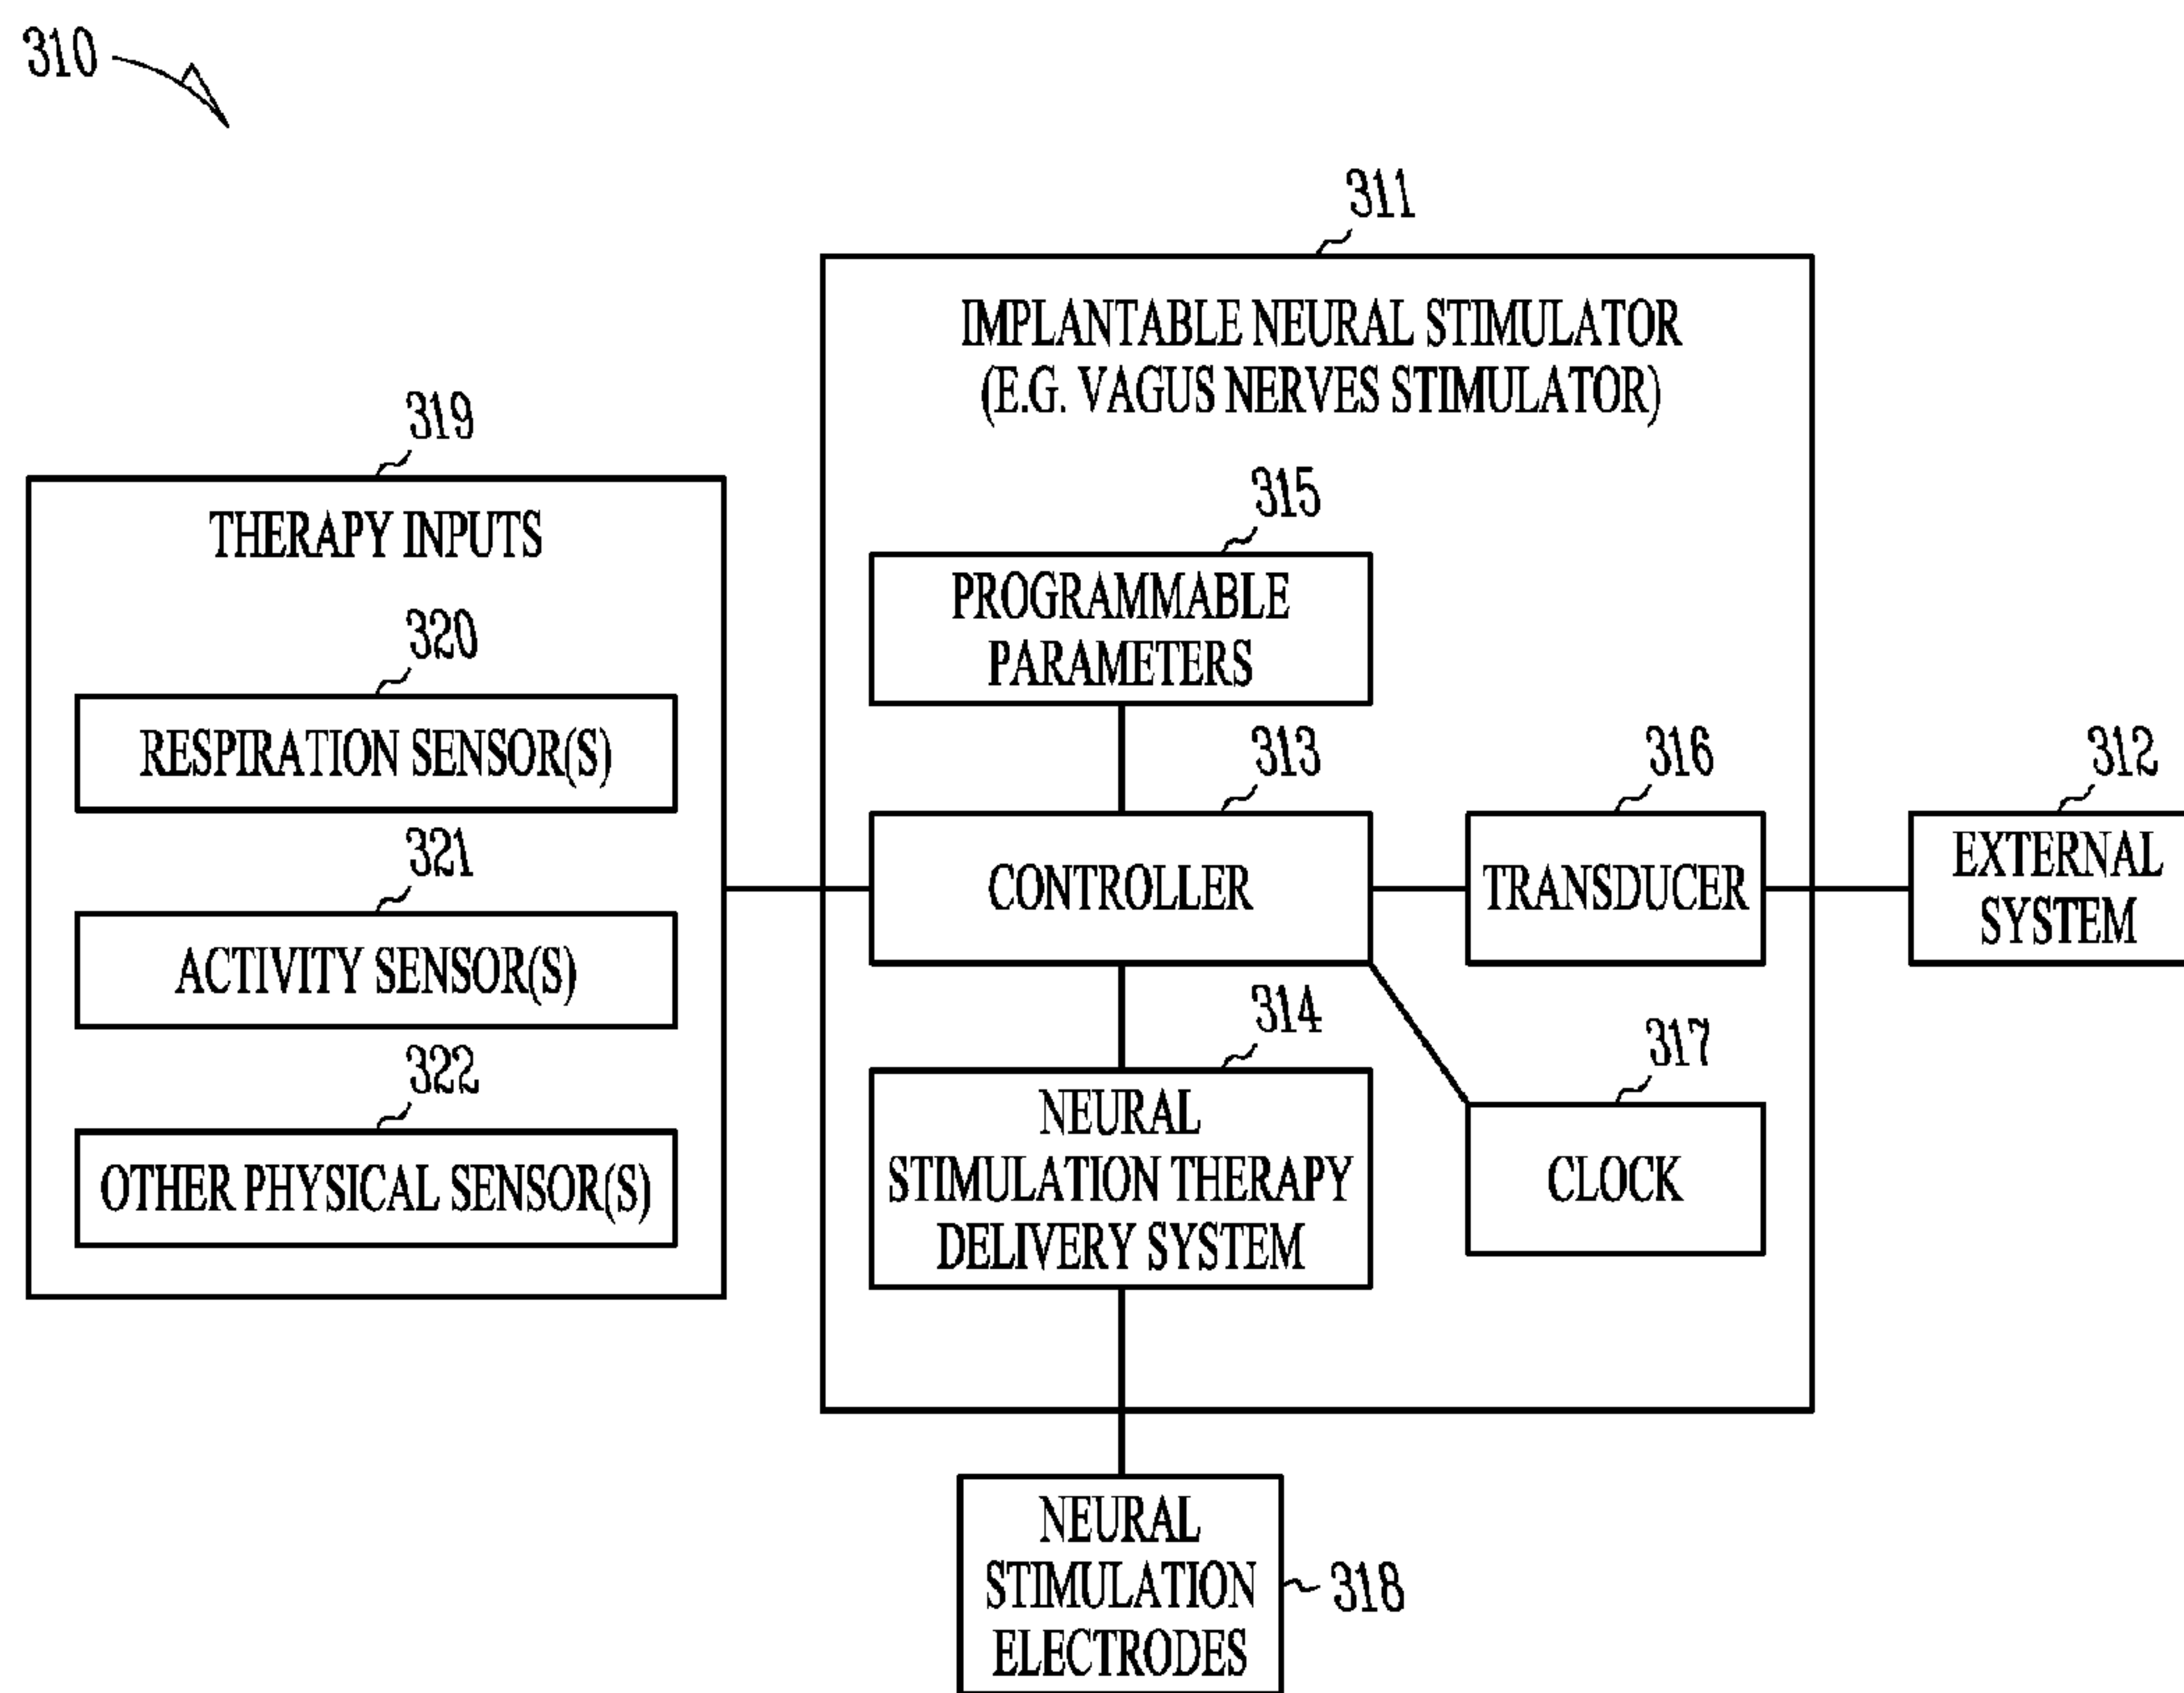 310
311
IMPLANTABLE NEURAL STIMULATOR
(E.G. VAGUS NERVES STIMULATOR)
319
THERAPY INPUTS
320
RESPIRATION SENSOR(S)
321
ACTIVITY SENSOR(S)
322
OTHER PHYSICAL SENSOR(S)
315
PROGRAMMABLE
PARAMETERS
313
CONTROLLER
316
TRANSDUCER
312
EXTERNAL
SYSTEM
314
NEURAL
STIMULATION THERAPY
DELIVERY SYSTEM
317
CLOCK
NEURAL
STIMULATION
ELECTRODES
318